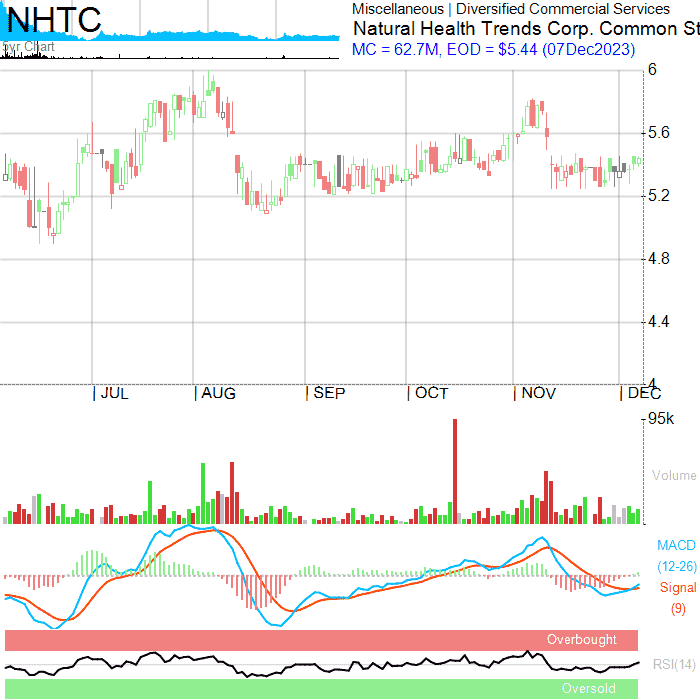 NHTC
5yr Chart
Miscellaneous | Diversified Commercial Services
Natural Health Trends Corp. Common St
MC = 62.7M, EOD = $5.44 (07Dec2023)
6
5.6
5.2
4.8
4.4
4
JUL
AUG
SEP
OCT
NOV
DEC
95k
Volume
MACD
(12-26)
Signal
(9)
Overbought
RSI(14)
Oversold